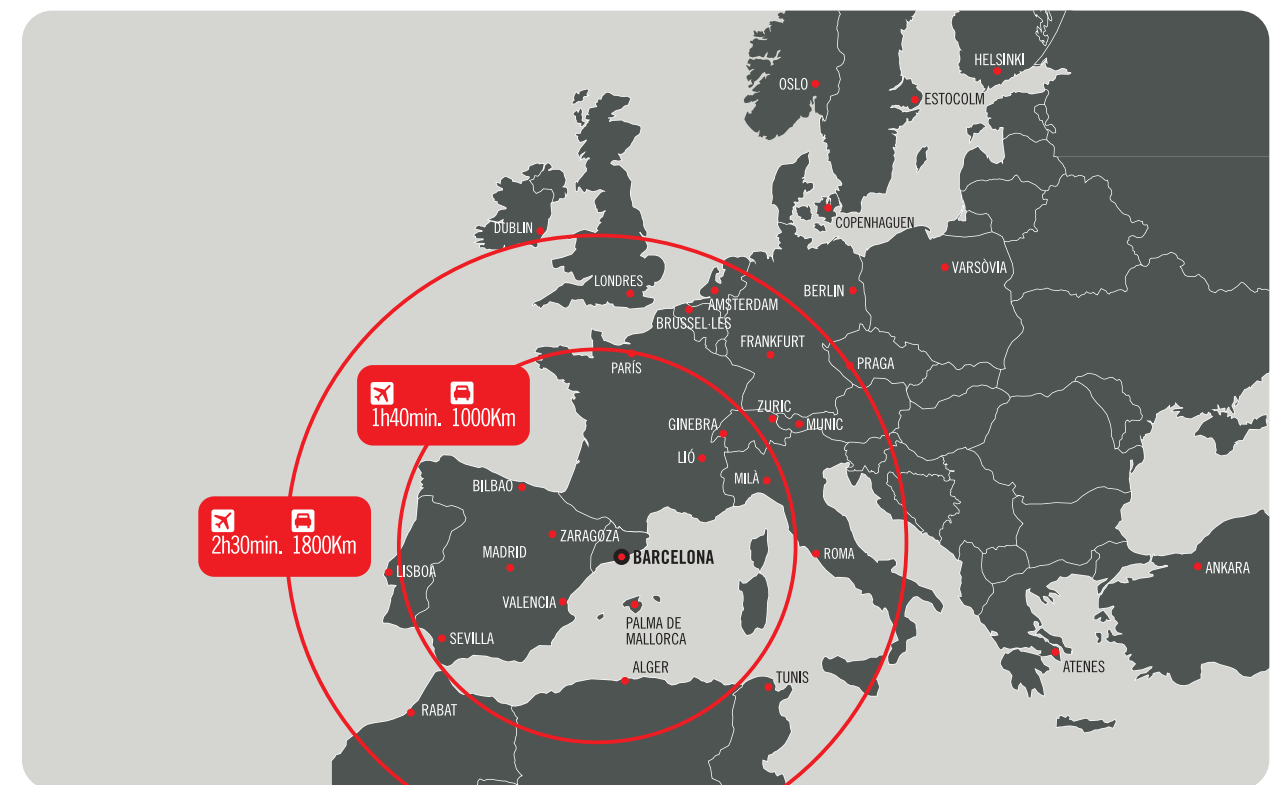 HELSINKI
OSLO
ESTOCOLM
COPENHAGUEN
DUBLIN
VARSÒVIA
LONDRES
BERLIN
AMSTERDAM
BRUSSEL·LES
FRANKFURT
PARÍS
PRAGA
1h40min. 1000Km
ZURIC
GINEBRA
MUNIC
LIÓ
MILÀ
BILBAO
2h30min. 1800Km
ZARAGOZA
MADRID
BARCELONA
ROMA
LISBOA
ANKARA
VALENCIA
PALMA DE
MALLORCA
SEVILLA
ATENES
ALGER
TUNIS
RABAT